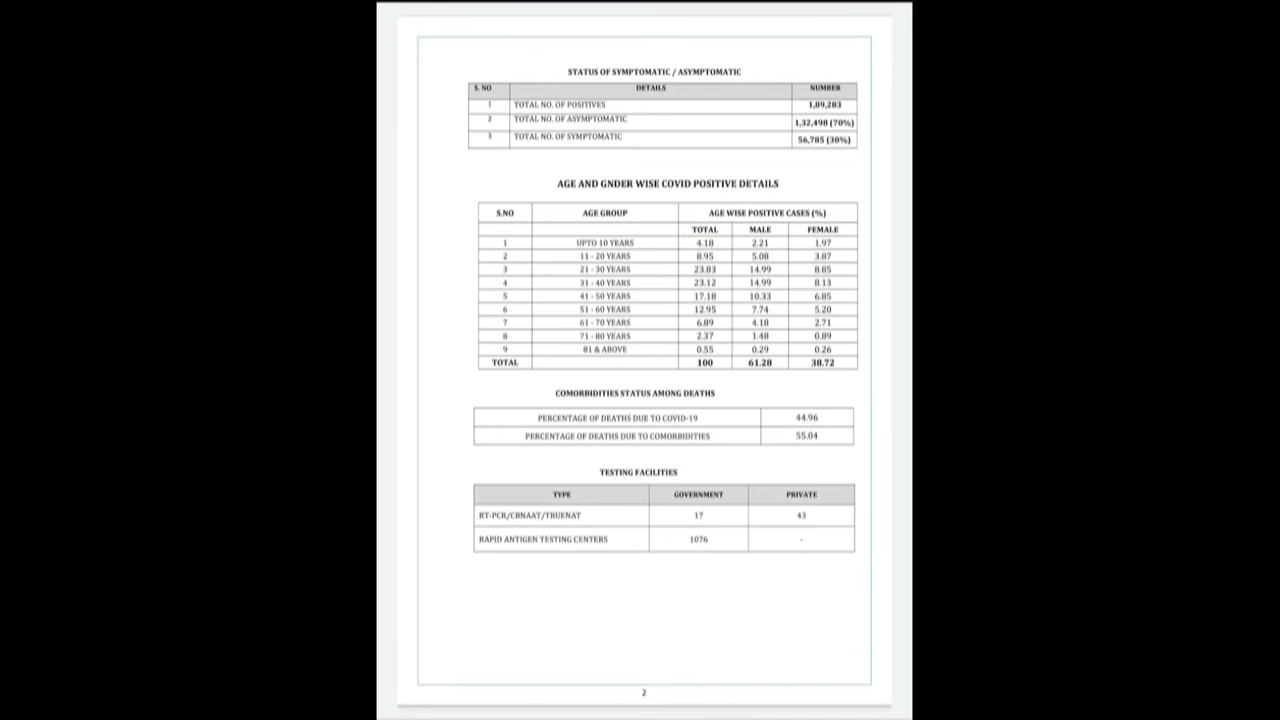 STATUS OF SYMPTOMATIC / ASYMPTOMATIC
S. NO DETAILS NUMBER
1 TOTAL NO. OF POSITIVES 1,89,283
2 TOTAL NO. OF ASYMPTOMATIC 1,32,498 (70%)
3 TOTAL NO. OF SYMPTOMATIC 56,785 (30%)
AGE AND GNDER WISE COVID POSITIVE DETAILS
S.NO AGE GROUP AGE WISE POSITIVE CASES (%)
TOTAL MALE FEMALE
1 UPTO 10 YEARS 4.18 2.21 1.97
2 11 - 20 YEARS 8.95 5.08 3.87
3 21 - 30 YEARS 23.83 14.99 8.85
4 31 - 40 YEARS 23.12 14.99 8.13
5 41 - 50 YEARS 17.18 10.33 6.85
6 51 - 60 YEARS 12.95 7.74 5.20
7 61 - 70 YEARS 6.89 4.18 2.71
8 71 - 80 YEARS 2.37 1.48 0.89
9 81 & ABOVE 0.55 0.29 0.26
TOTAL 100 61.28 38.72
COMORBIDITIES STATUS AMONG DEATHS
PERCENTAGE OF DEATHS DUE TO COVID-19 44.96
PERCENTAGE OF DEATHS DUE TO COMORBIDITIES 55.04
TESTING FACILITIES
TYPE GOVERNMENT PRIVATE
RT-PCR/CBNAAT/TRUENAT 17 43
RAPID ANTIGEN TESTING CENTERS 1076 -
2